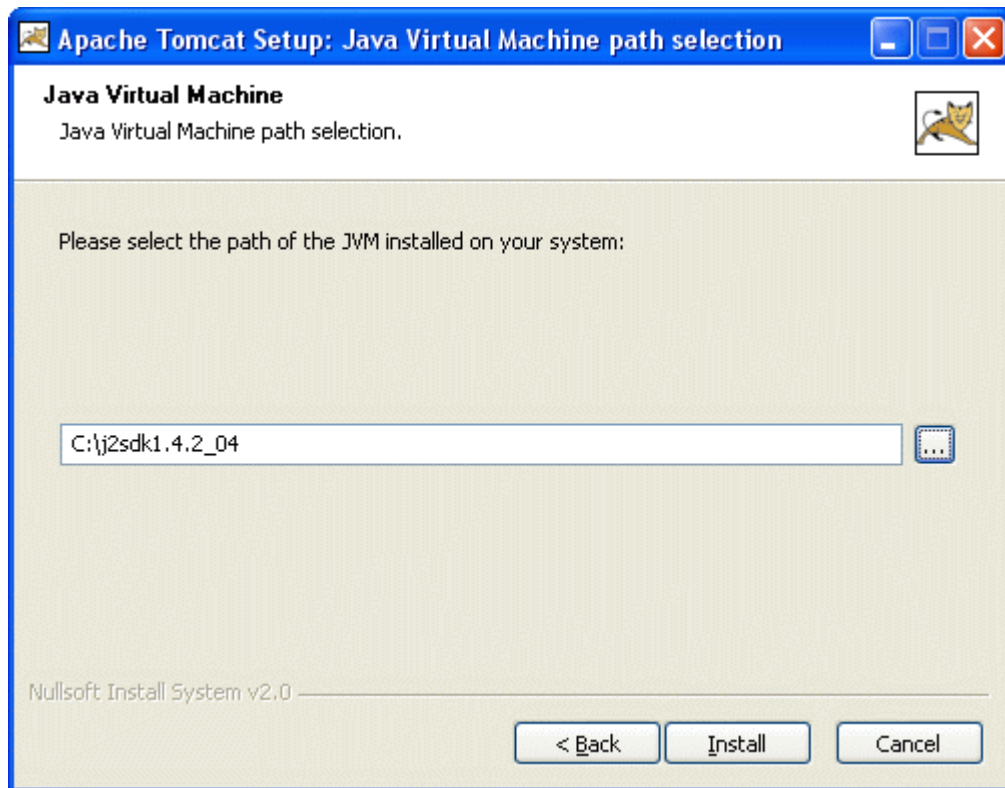 Apache Tomcat Setup: Java Virtual Machine path selection
Java Virtual Machine
Java Virtual Machine path selection.
Please select the path of the JVM installed on your system:
C:\j2sdk1.4.2_04
...
Nullsoft Install System v2.0
< Back
Install
Cancel